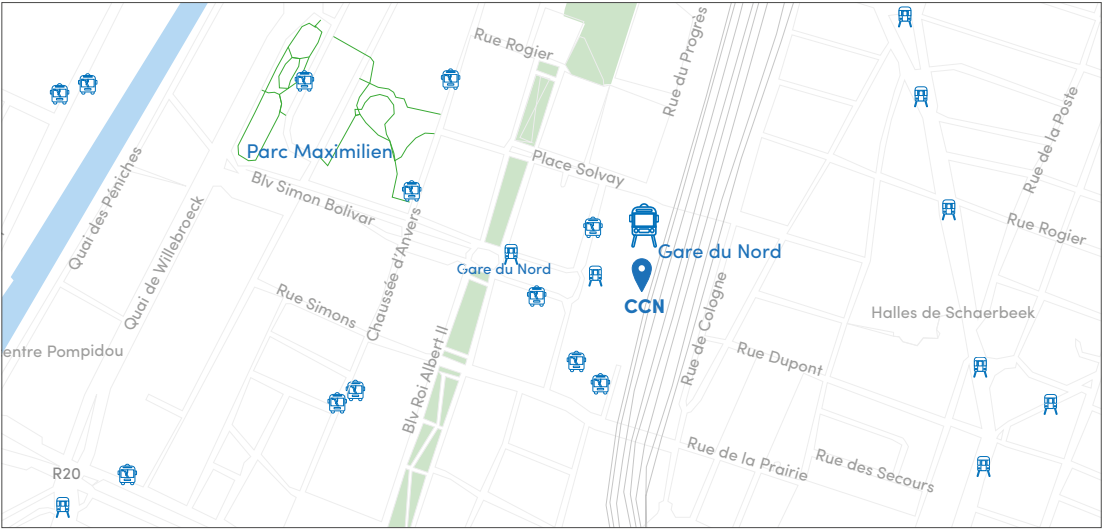 Rue Rogier
Rue du Progrès
Rue de la Poste
Parc Maximilien
Place Solvay
Blv Simon Bolivar
Quai des Péniches
Quai de Willebroeck
Chaussée d'Anvers
Rue Rogier
Gare du Nord
Gare du Nord
CCN
Rue Simons
Rue de Cologne
Halles de Schaerbeek
entre Pompidou
Blv Roi Albert II
Rue Dupont
Rue de la Prairie
Rue des Secours
R20